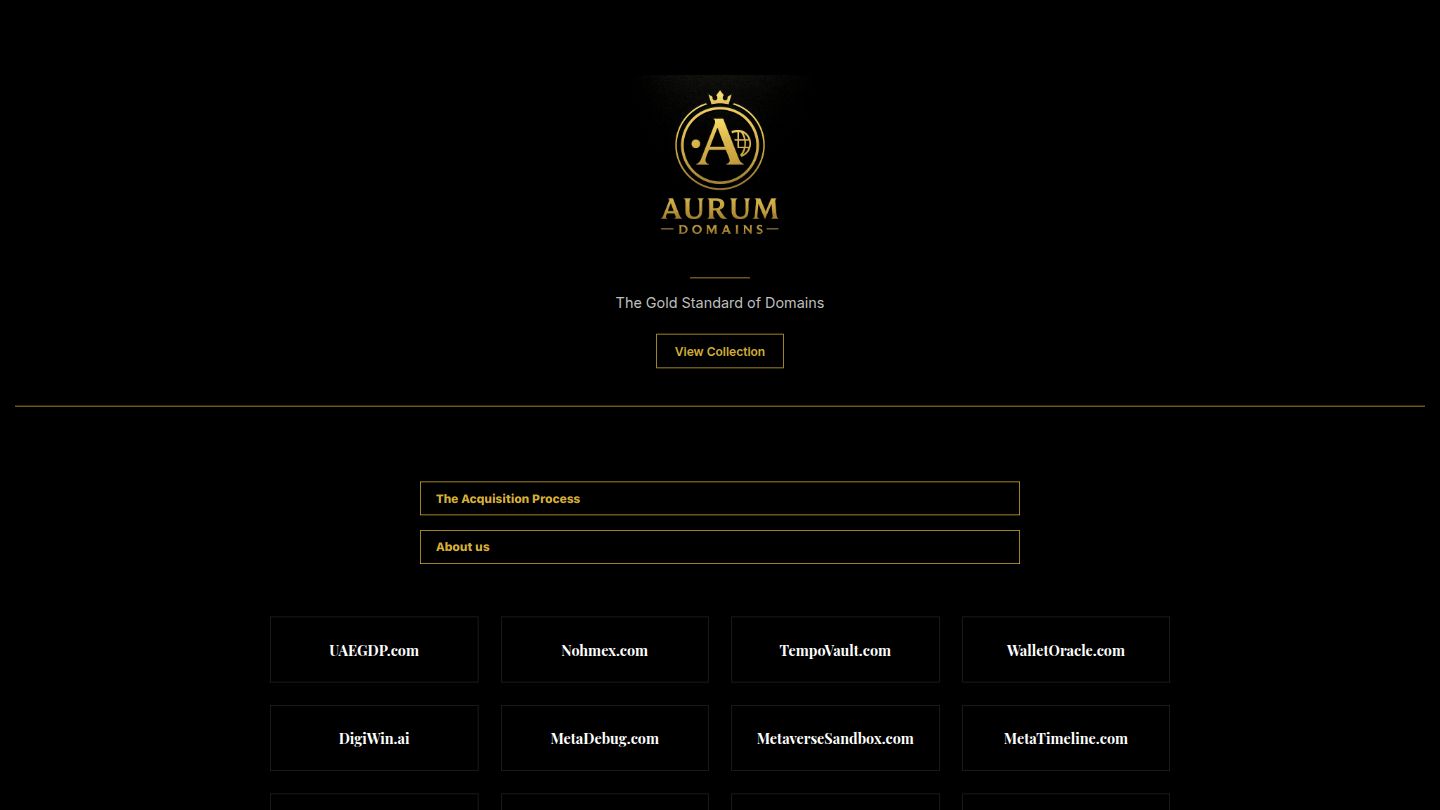 A
AURUM
DOMAINS
The Gold Standard of Domains
View Collection
The Acquisition Process
About us
UAEGDP.com
Nohmex.com
TempoVault.com
WalletOracle.com
DigiWin.ai
MetaDebug.com
MetaverseSandbox.com
MetaTimeline.com